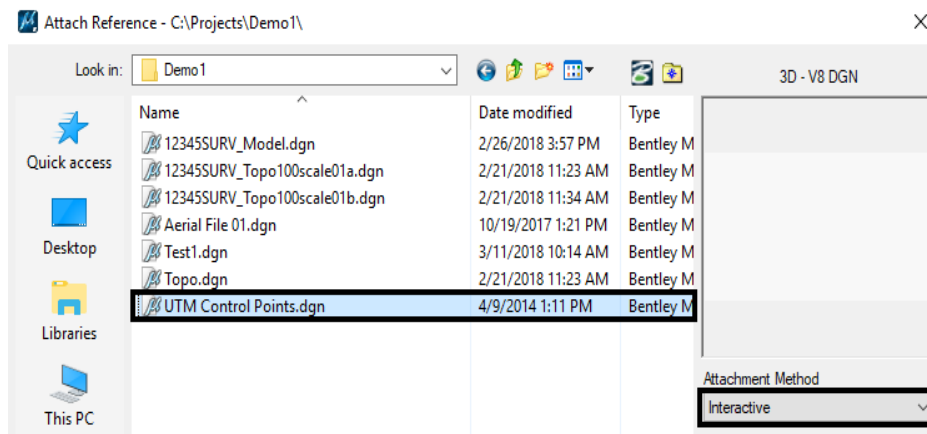 Attach Reference - C:\Projects\Demo1\
Look in: Demo1
3D - V8 DGN
Name Date modified Type
12345SURV_Model.dgn 2/26/2018 3:57 PM Bentley M
12345SURV_Topo100scale01a.dgn 2/21/2018 11:23 AM Bentley M
12345SURV_Topo100scale01b.dgn 2/21/2018 11:34 AM Bentley M
Aerial File 01.dgn 10/19/2017 1:21 PM Bentley M
Test1.dgn 3/11/2018 10:14 AM Bentley M
Topo.dgn 2/21/2018 11:23 AM Bentley M
UTM Control Points.dgn 4/9/2014 1:11 PM Bentley M
Quick access
Desktop
Libraries
This PC
Attachment Method
Interactive